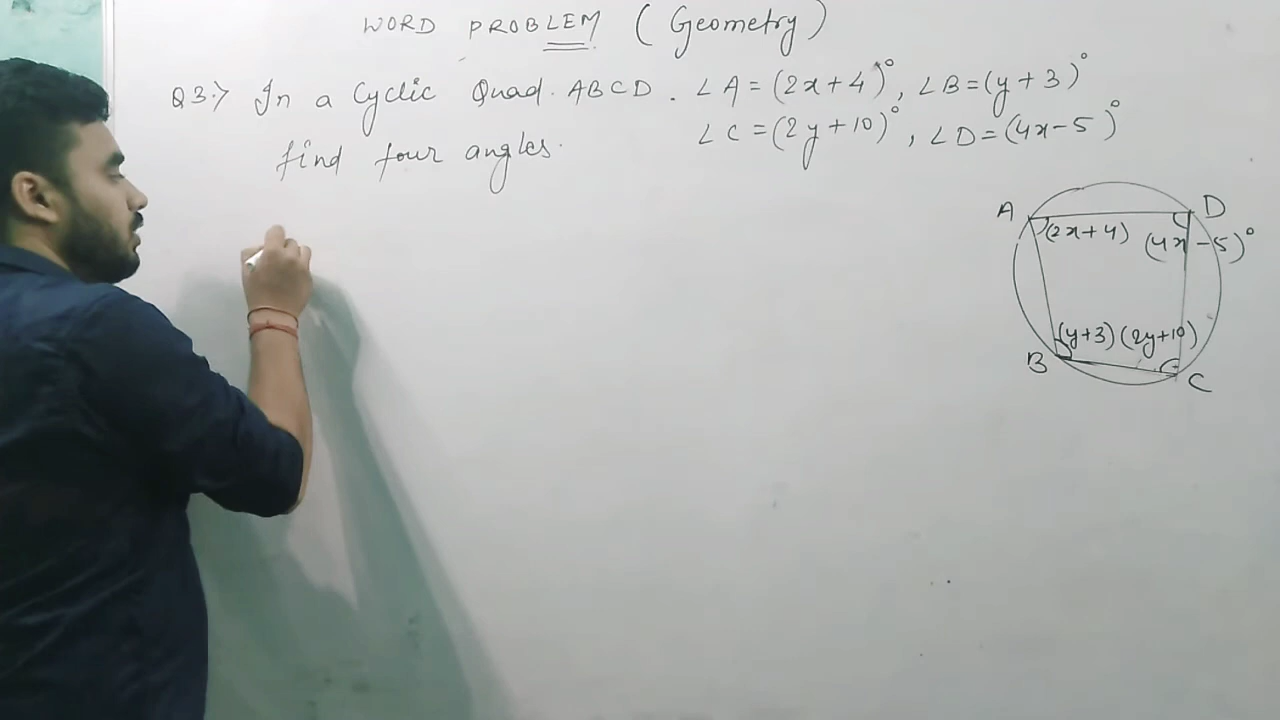 WORD PROBLEM (Geometry)
Q3:) In a Cyclic Quad. ABCD. ∠A=(2x+4)°, ∠B=(y+3)°
∠C=(2y+10)°, ∠D=(4x-5)°
find four angles.
A D
(2x+4) (4x-5)°
(y+3) (2y+10)
B C